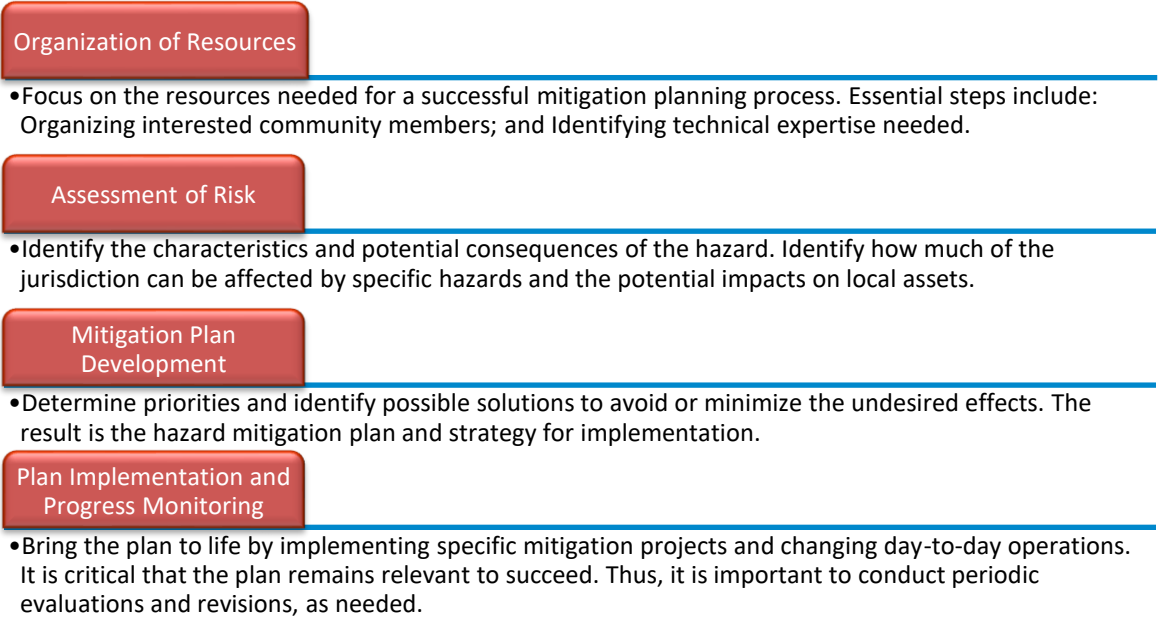 Organization of Resources
•Focus on the resources needed for a successful mitigation planning process. Essential steps include:
Organizing interested community members; and Identifying technical expertise needed.
Assessment of Risk
•Identify the characteristics and potential consequences of the hazard. Identify how much of the
jurisdiction can be affected by specific hazards and the potential impacts on local assets.
Mitigation Plan
Development
•Determine priorities and identify possible solutions to avoid or minimize the undesired effects. The
result is the hazard mitigation plan and strategy for implementation.
Plan Implementation and
Progress Monitoring
•Bring the plan to life by implementing specific mitigation projects and changing day-to-day operations.
It is critical that the plan remains relevant to succeed. Thus, it is important to conduct periodic
evaluations and revisions, as needed.